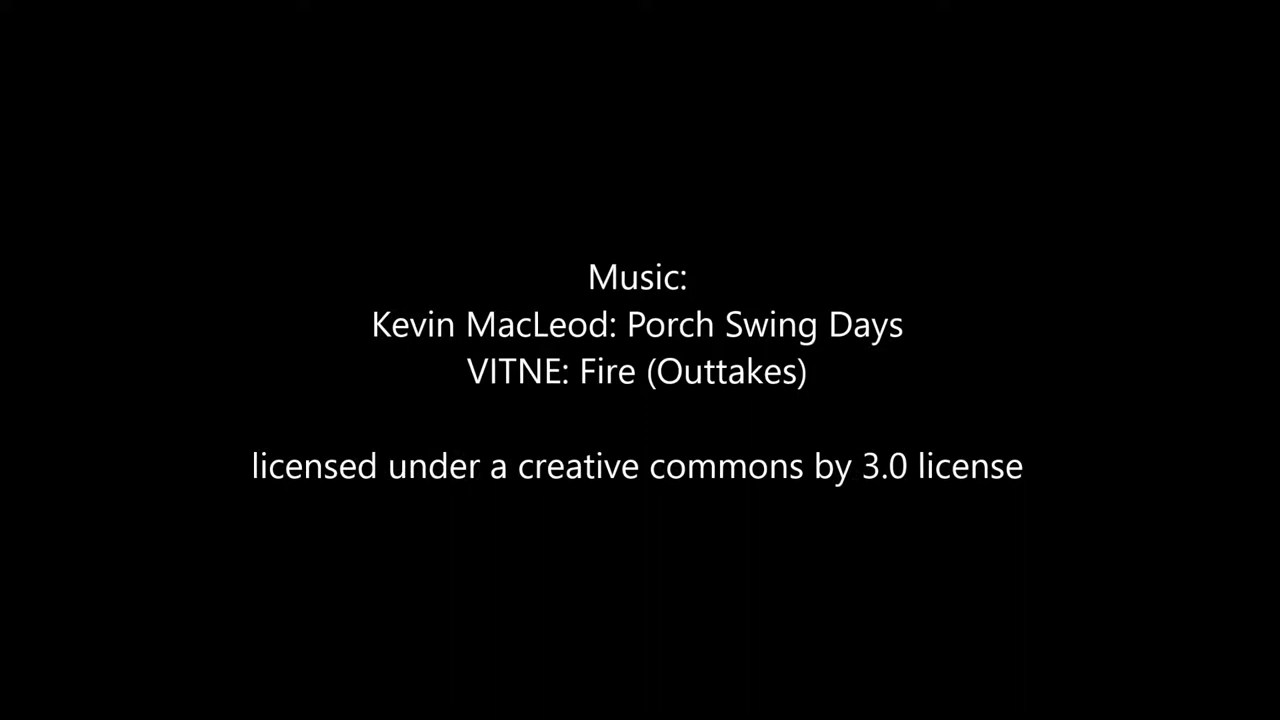 Music:
Kevin MacLeod: Porch Swing Days
VITNE: Fire (Outtakes)
licensed under a creative commons by 3.0 license